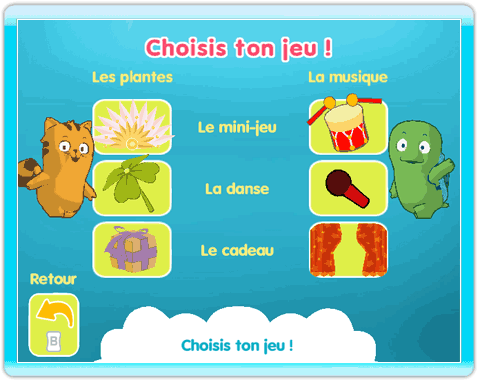 Choisis ton jeu !
Les plantes
La musique
Le mini-jeu
La danse
Le cadeau
Retour
B
Choisis ton jeu !